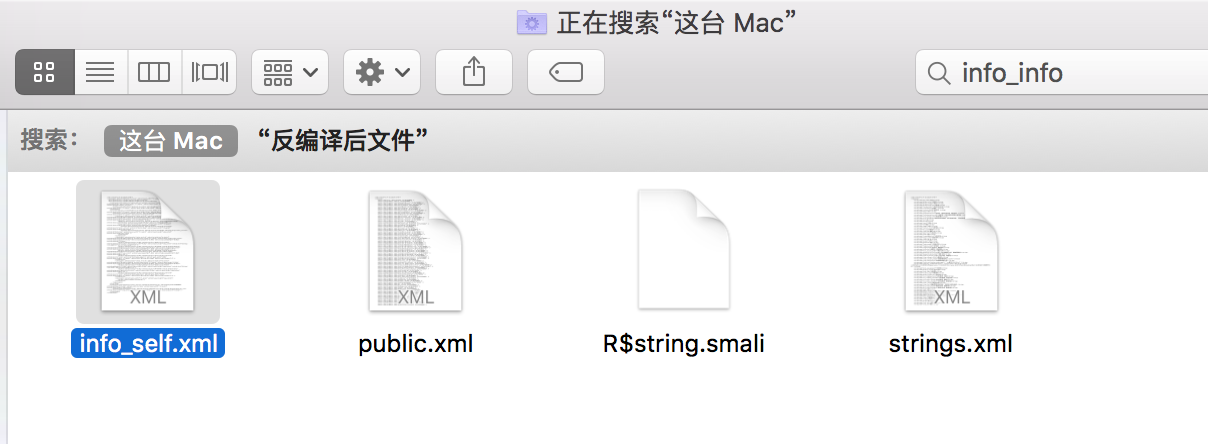 正在搜索“这台 Mac”
info_info
搜索： 这台 Mac “反编译后文件”
XML XML XML
info_self.xml public.xml R$string.smali strings.xml